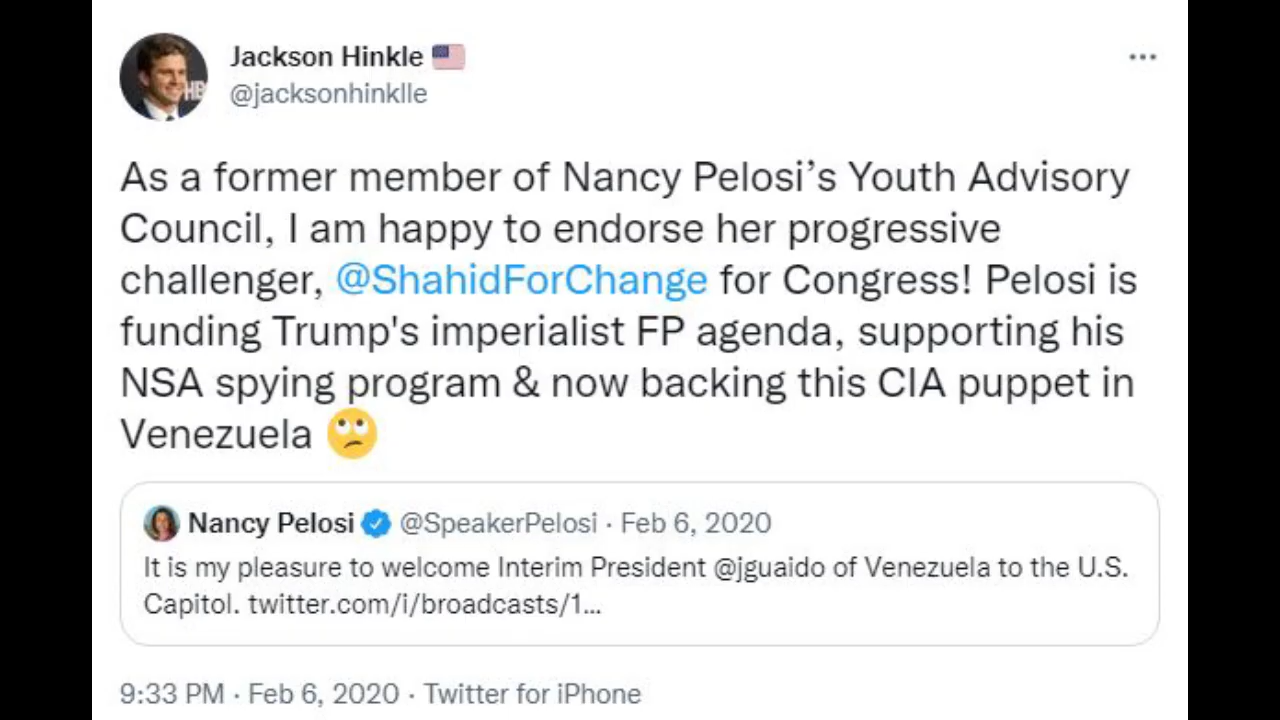 Jackson Hinkle 🇺🇸
@jacksonhinklle
HB
As a former member of Nancy Pelosi’s Youth Advisory
Council, I am happy to endorse her progressive
challenger, @ShahidForChange for Congress! Pelosi is
funding Trump's imperialist FP agenda, supporting his
NSA spying program & now backing this CIA puppet in
Venezuela 🙄
Nancy Pelosi @SpeakerPelosi · Feb 6, 2020
It is my pleasure to welcome Interim President @jguaido of Venezuela to the U.S.
Capitol. twitter.com/i/broadcasts/1...
9:33 PM · Feb 6, 2020 · Twitter for iPhone